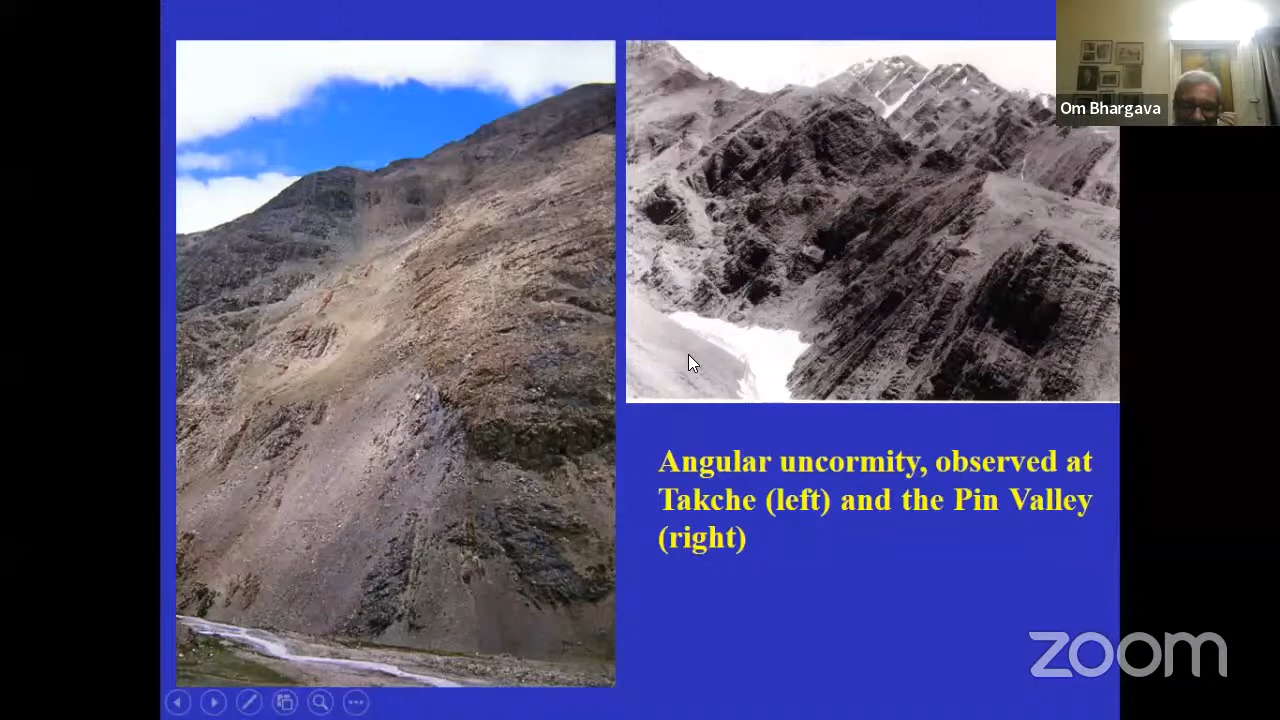 Om Bhargava
Angular uncormity, observed at
Takche (left) and the Pin Valley
(right)
zoom